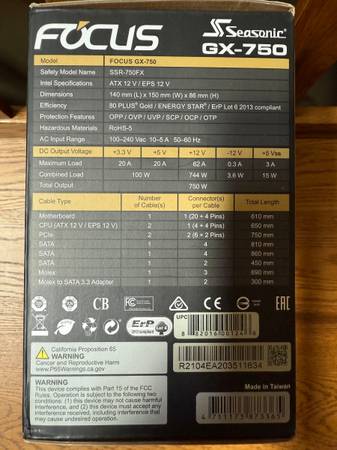 FOCUS
Seasonic®
GX-750
Model FOCUS GX-750
Safety Model Name SSR-750FX
Intel Specifications ATX 12 V / EPS 12 V
Dimensions 140 mm (L) x 150 mm (W) x 86 mm (H)
Efficiency 80 PLUS® Gold / ENERGY STAR® / ErP Lot 6 2013 compliant
Protection Features OPP / OVP / UVP / SCP / OCP / OTP
Hazardous Materials RoHS-5
AC Input Range 100–240 Vac 10–5 A 50–60 Hz
DC Output Voltage +3.3 V +5 V +12 V -12 V +5 VSB
Maximum Load 20 A 20 A 62 A 0.3 A 3 A
Combined Load 100 W 744 W 3.6 W 15 W
Total Output 750 W
Cable Type Number of Cable(s) Connector(s) per Cable Total Length
Motherboard 1 1 (20 + 4 Pins) 610 mm
CPU (ATX 12 V / EPS 12 V) 2 1 (4 + 4 Pins) 650 mm
PCIe 2 2 (6 + 2 Pins) 750 mm
SATA 1 4 810 mm
SATA 1 4
SATA 1 2
Molex 1 3
Molex to SATA 3.3 Adapter 1 2 300 mm
CB
FC
CE
EAC
ErP
Lot 6
UPC
California Proposition 65
WARNING
Cancer and Reproductive Harm
www.P65Warnings.ca.gov
R2104EA203511634
WARNING
This device complies with Part 15 of the FCC
Rules. Operation is subject to the following two
conditions: (1) this device may not cause harmful
interference, and (2) this device must accept
any interference received, including interference
that may cause undesired operation.
Made in Taiwan